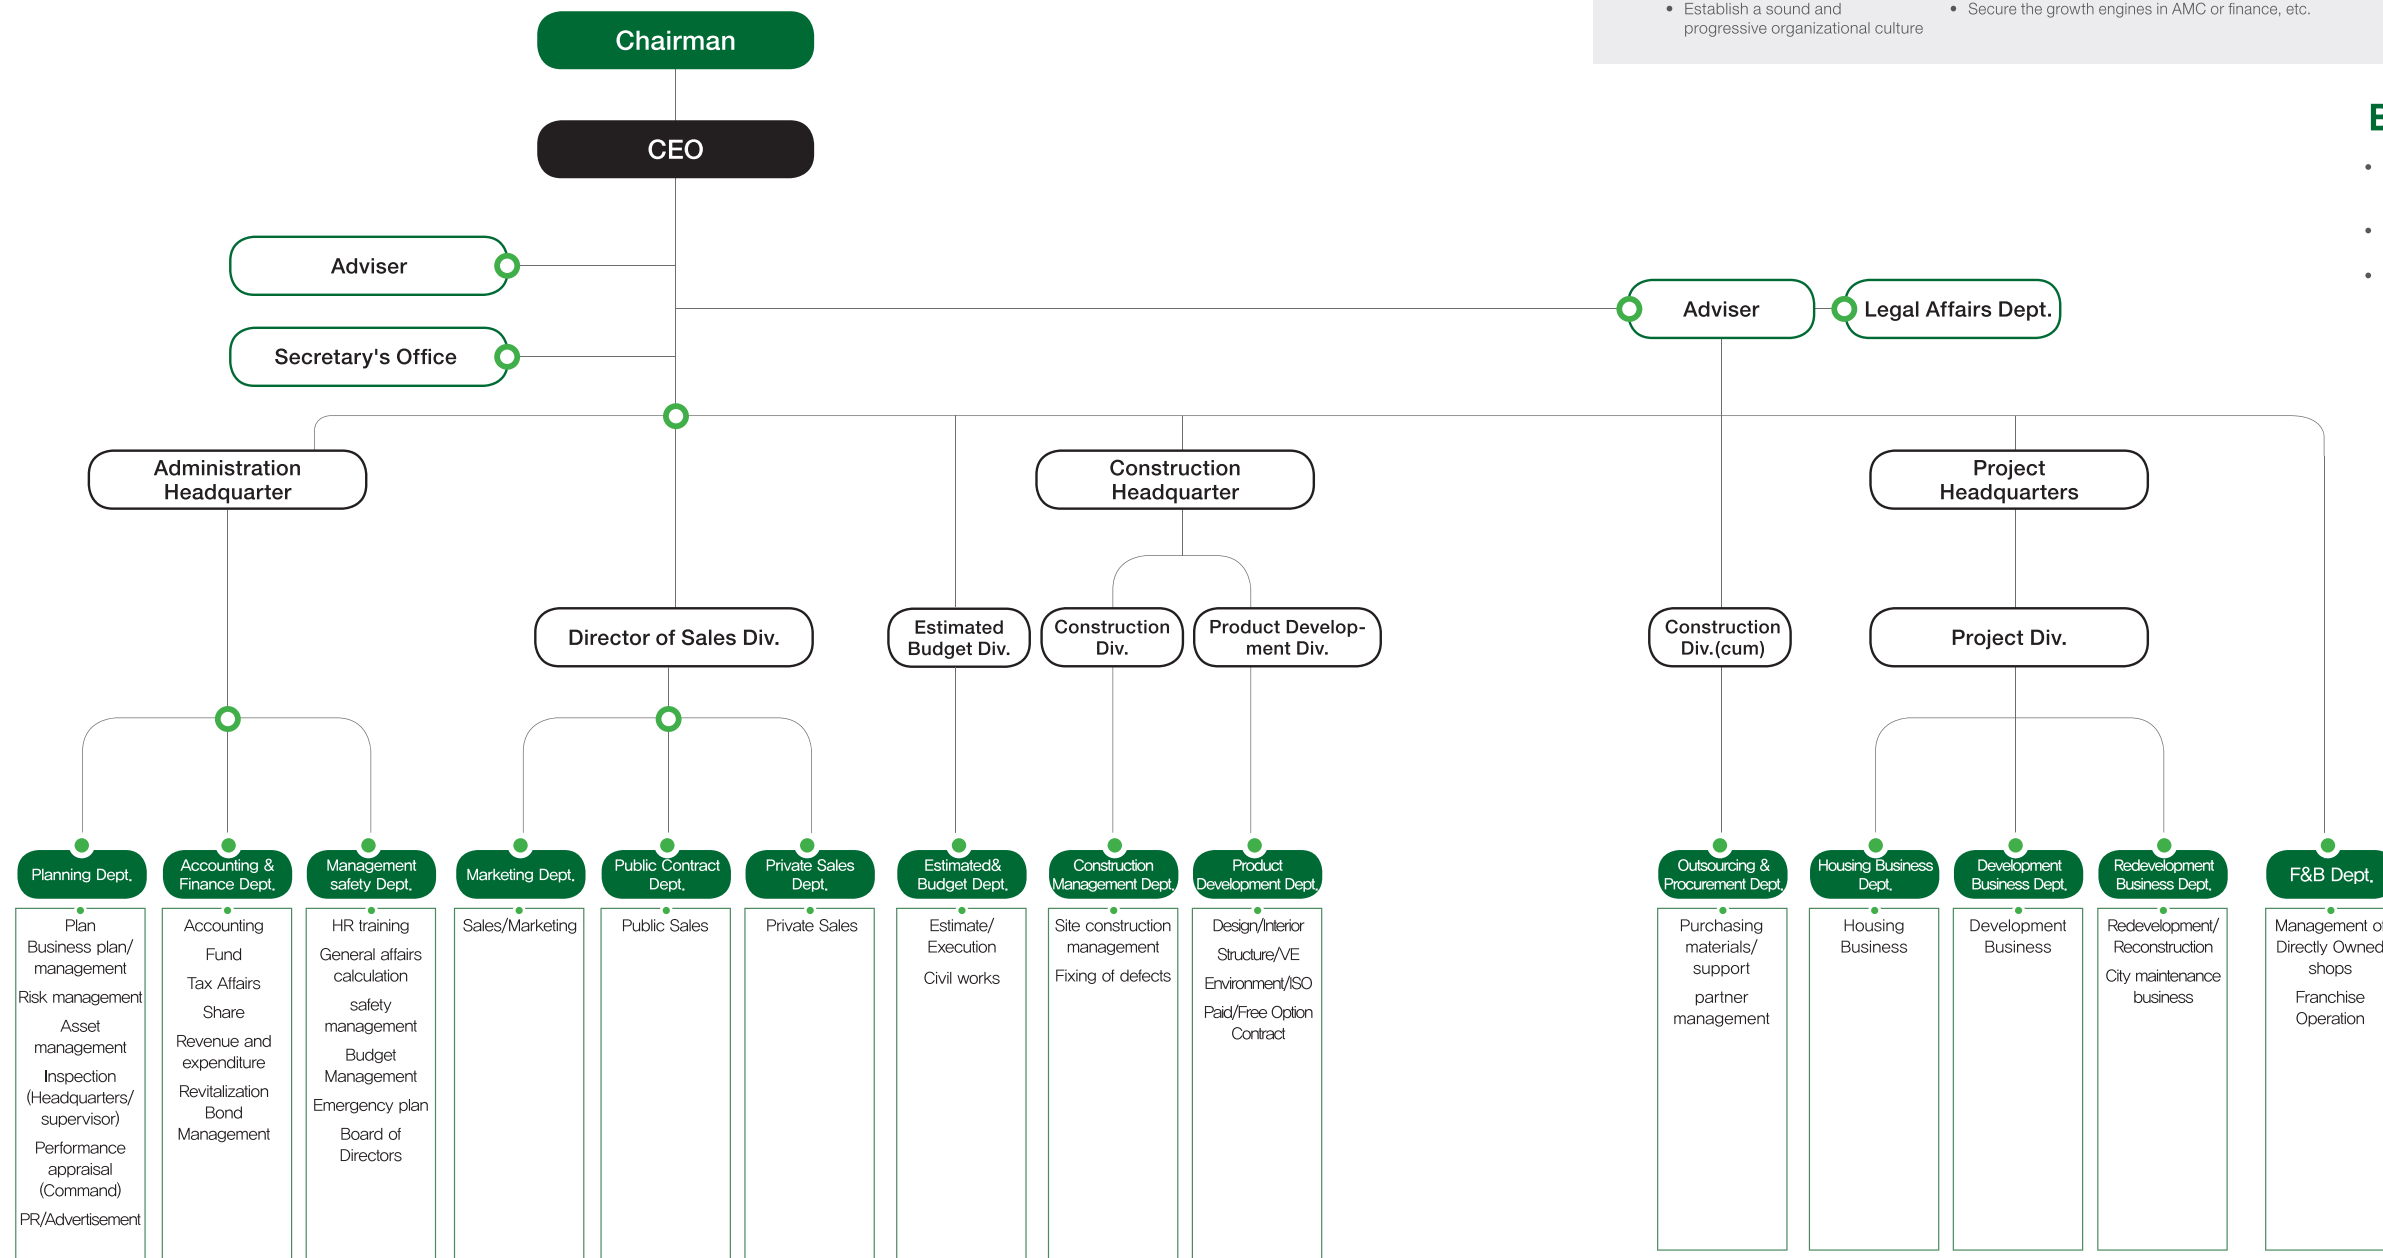 Establish a sound and
progressive organizational culture
Secure the growth engines in AMC or finance, etc.
Chairman
CEO
Adviser
Secretary's Office
Adviser
Legal Affairs Dept.
Administration
Headquarter
Construction
Headquarter
Project
Headquarters
Director of Sales Div.
Estimated
Budget Div.
Construction
Div.
Product Develop-
ment Div.
Construction
Div.(cum)
Project Div.
Planning Dept.
Accounting &
Finance Dept.
Management
safety Dept.
Marketing Dept.
Public Contract
Dept.
Private Sales
Dept.
Estimated&
Budget Dept.
Construction
Management Dept.
Product
Development Dept.
Outsourcing &
Procurement Dept.
Housing Business
Dept.
Development
Business Dept.
Redevelopment
Business Dept.
F&B Dept.
Plan
Business plan/
management
Risk management
Asset
management
Inspection
(Headquarters/
supervisor)
Performance
appraisal
(Command)
PR/Advertisement
Accounting
Fund
Tax Affairs
Share
Revenue and
expenditure
Revitalization
Bond
Management
HR training
General affairs
calculation
safety
management
Budget
Management
Emergency plan
Board of
Directors
Sales/Marketing
Public Sales
Private Sales
Estimate/
Execution
Civil works
Site construction
management
Fixing of defects
Design/Interior
Structure/VE
Environment/ISO
Paid/Free Option
Contract
Purchasing
materials/
support
partner
management
Housing
Business
Development
Business
Redevelopment/
Reconstruction
City maintenance
business
Management of
Directly Owned
shops
Franchise
Operation